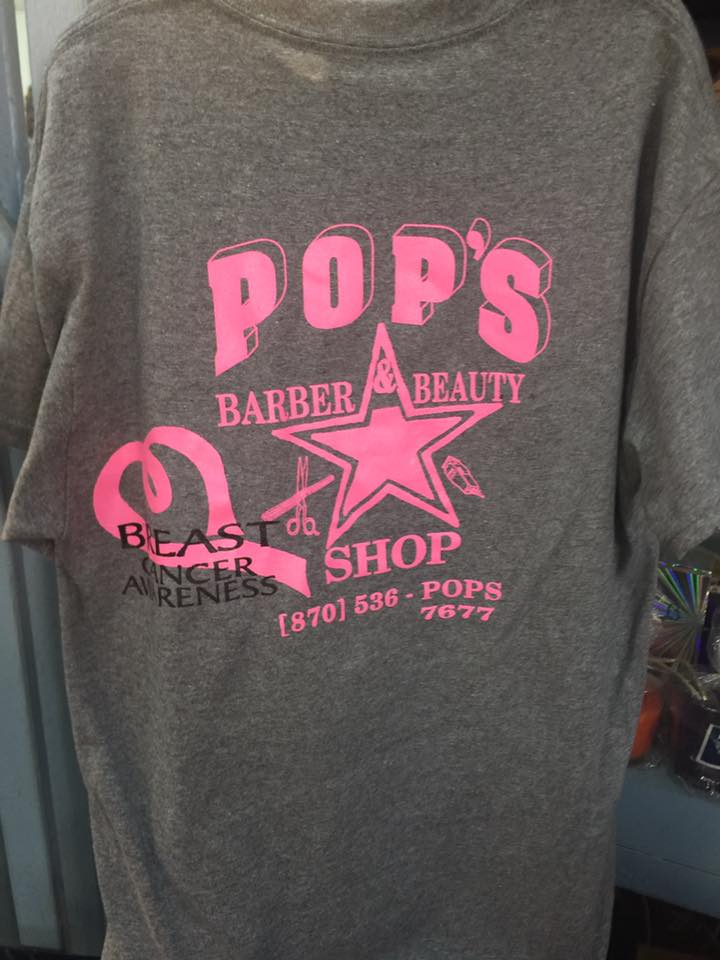 POP'S
BARBER & BEAUTY
SHOP
[870] 536 - POPS
7677
BREAST
CANCER
AWARENESS